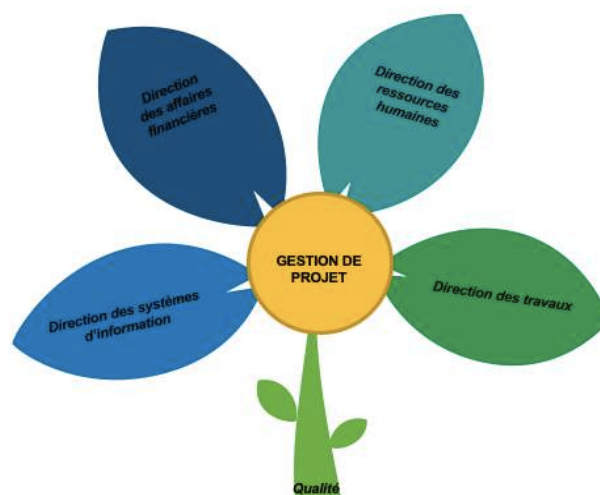 Direction
des affaires
financières
Direction des
ressources
humaines
GESTION DE
PROJET
Direction des systèmes
d'information
Direction des travaux
Qualité